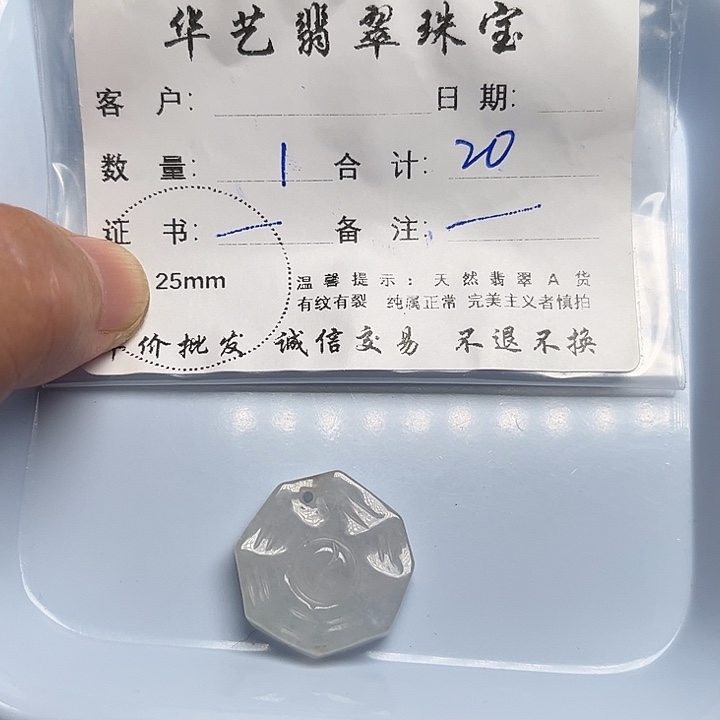 华艺翡翠珠宝
客 户:
日 期:
数 量: 1 合 计: 20
证 书: 一 备 注: 一
25mm
温馨提示:天然翡翠A货
有纹有裂 纯属正常 完美主义者慎拍
价批发 诚信交易 不退不换